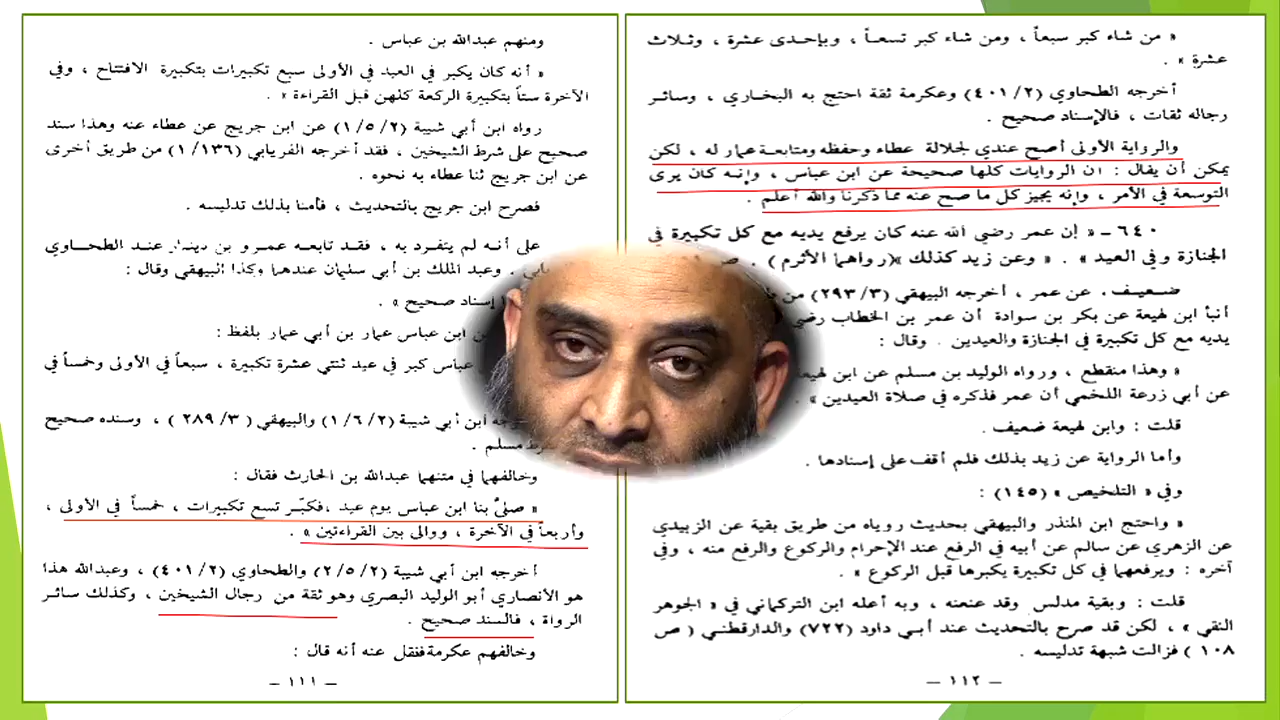 ومنهم عبدالله بن عباس .
« أنه كان يكبر في العيد في الأولى سبع تكبيرات بتكبيرة الافتتاح ، وفي
الآخرة ستاً بتكبيرة الركعة كلهن قبل القراءة » .
رواه ابن أبي شيبة (٢/٥/١) عن ابن جريج عن عطاء عنه وهذا سند
صحيح على شرط الشيخين ، فقد أخرجه الفريابي (١٣٦/١) من طريق أخرى
عن ابن جريج ثنا عطاء به نحوه .
فصرح ابن جريج بالتحديث ، فأمنا بذلك تدليسه .
على أنه لم يتفرد به ، فقد تابعه عمرو بن دينار عند الطحاوي
وعبد الملك بن أبي سليمان عندهما وكذا البيهقي وقال :
إسناد صحيح » .
ابن عباس عمار بن أبي عمار بلفظ :
عباس كبر في عيد ثنتي عشرة تكبيرة ، سبعاً في الأولى وخمساً في
ابن أبي شيبة (٢/٦/١) والبيهقي (٣/ ٢٨٩ ) ، وسنده صحيح
مسلم .
وخالفهما في متنهما عبدالله بن الحارث فقال :
« صلىٰ بنا ابن عباس يوم عيد ،فكبّر تسع تكبيرات ، خمساً في الأولى ،
وأربعاً في الآخرة ، ووالى بين القراءتين » .
أخرجه ابن أبي شيبة (٢/٥/٢) والطحاوي (٢/ ٤٠١) ، وعبدالله هذا
هو الأنصاري أبو الوليد البصري وهو ثقة من رجال الشيخين ، وكذلك سائر
الرواة ، فالسند صحيح .
وخالفهم عكرمة فنقل عنه أنه قال :
— ١١١ —
« من شاء كبر سبعاً ، ومن شاء كبر تسعاً ، وبإحدى عشرة ، وثلاث
عشرة » .
أخرجه الطحاوي (٢/ ٤٠١) وعكرمة ثقة احتج به البخاري ، وسائر
رجاله ثقات ، فالإسناد صحيح .
والرواية الأولى أصح عندي لجلالة عطاء وحفظه ومتابعة عمار له ، لكن
يمكن أن يقال : ان الروايات كلها صحيحة عن ابن عباس ، وإنه كان يرى
التوسعة في الأمر ، وإنه يجيز كل ما صح عنه مما ذكرنا والله أعلم .
٦٤٠ - « إن عمر رضي الله عنه كان يرفع يديه مع كل تكبيرة في
الجنازة وفي العيد » . « وعن زيد كذلك »(رواهما الأثرم ) .
ضعيف . عن عمر ، أخرجه البيهقي (٣/ ٢٩٣) من
أنبأ ابن لهيعة عن بكر بن سوادة أن عمر بن الخطاب رضي
يديه مع كل تكبيرة في الجنازة والعيدين . وقال :
« وهذا منقطع ، ورواه الوليد بن مسلم عن ابن لهيعة
عن أبي زرعة اللخمي أن عمر فذكره في صلاة العيدين » .
قلت : وابن لهيعة ضعيف .
وأما الرواية عن زيد بذلك فلم أقف على إسنادها .
وفي « التلخيص » (١٤٥) :
« واحتج ابن المنذر والبيهقي بحديث روياه من طريق بقية عن الزبيدي
عن الزهري عن سالم عن أبيه في الرفع عند الإحرام والركوع والرفع منه ، وفي
آخره : ويرفعهما في كل تكبيرة يكبرها قبل الركوع » .
قلت : وبقية مدلس وقد عنعنه ، وبه أعله ابن التركماني في « الجوهر
النقي » ، لكن قد صرح بالتحديث عند أبي داود (٧٢٢) والدارقطني ( ص
١٠٨ ) فزالت شبهة تدليسه .
— ١١٢ —